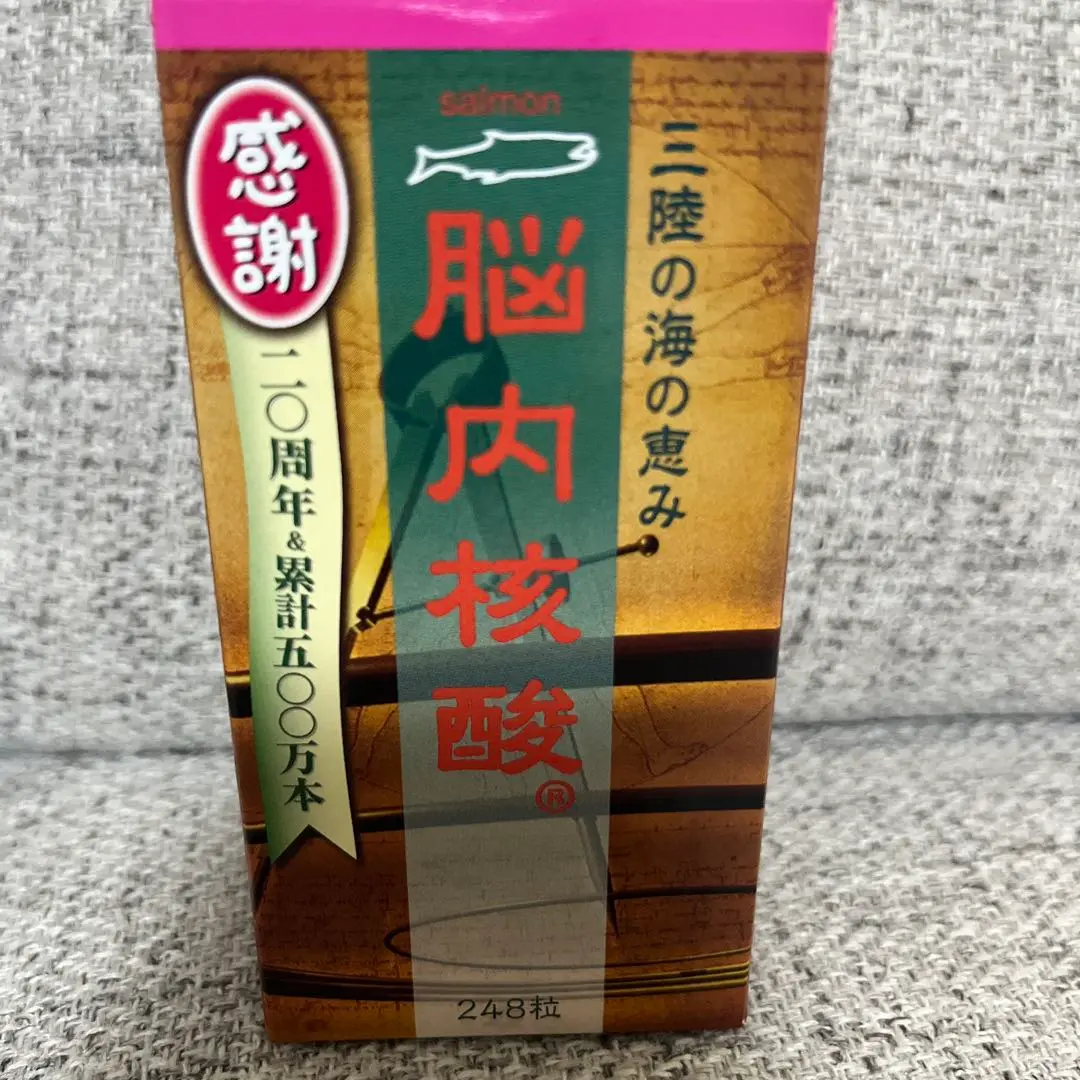 salmon
三陸の海の恵み
脳内核酸®
感謝
二〇周年&累計五〇〇万本
248粒